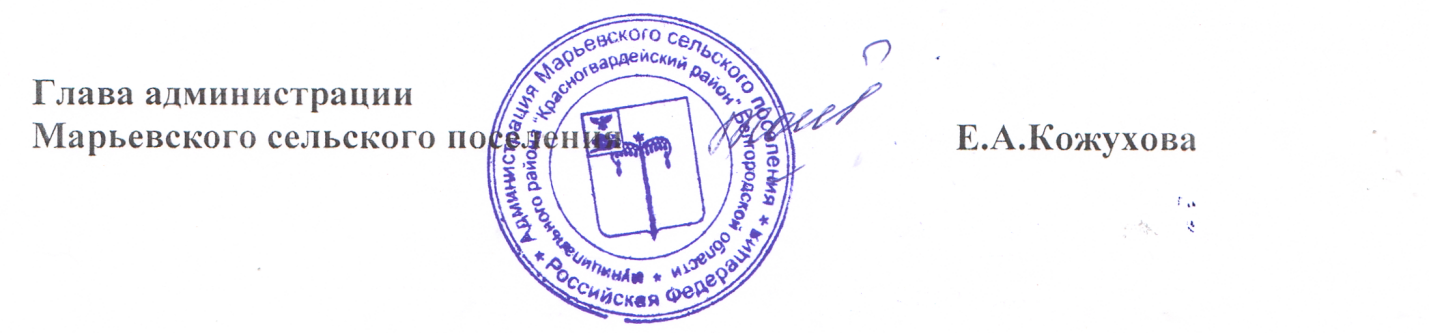 Глава администрации
Марьевского сельского поселения
Е.А.Кожухова
* Администрация Марьевского сельского поселения * Российская Федерация
муниципального района "Красногвардейский район" Белгородской области *